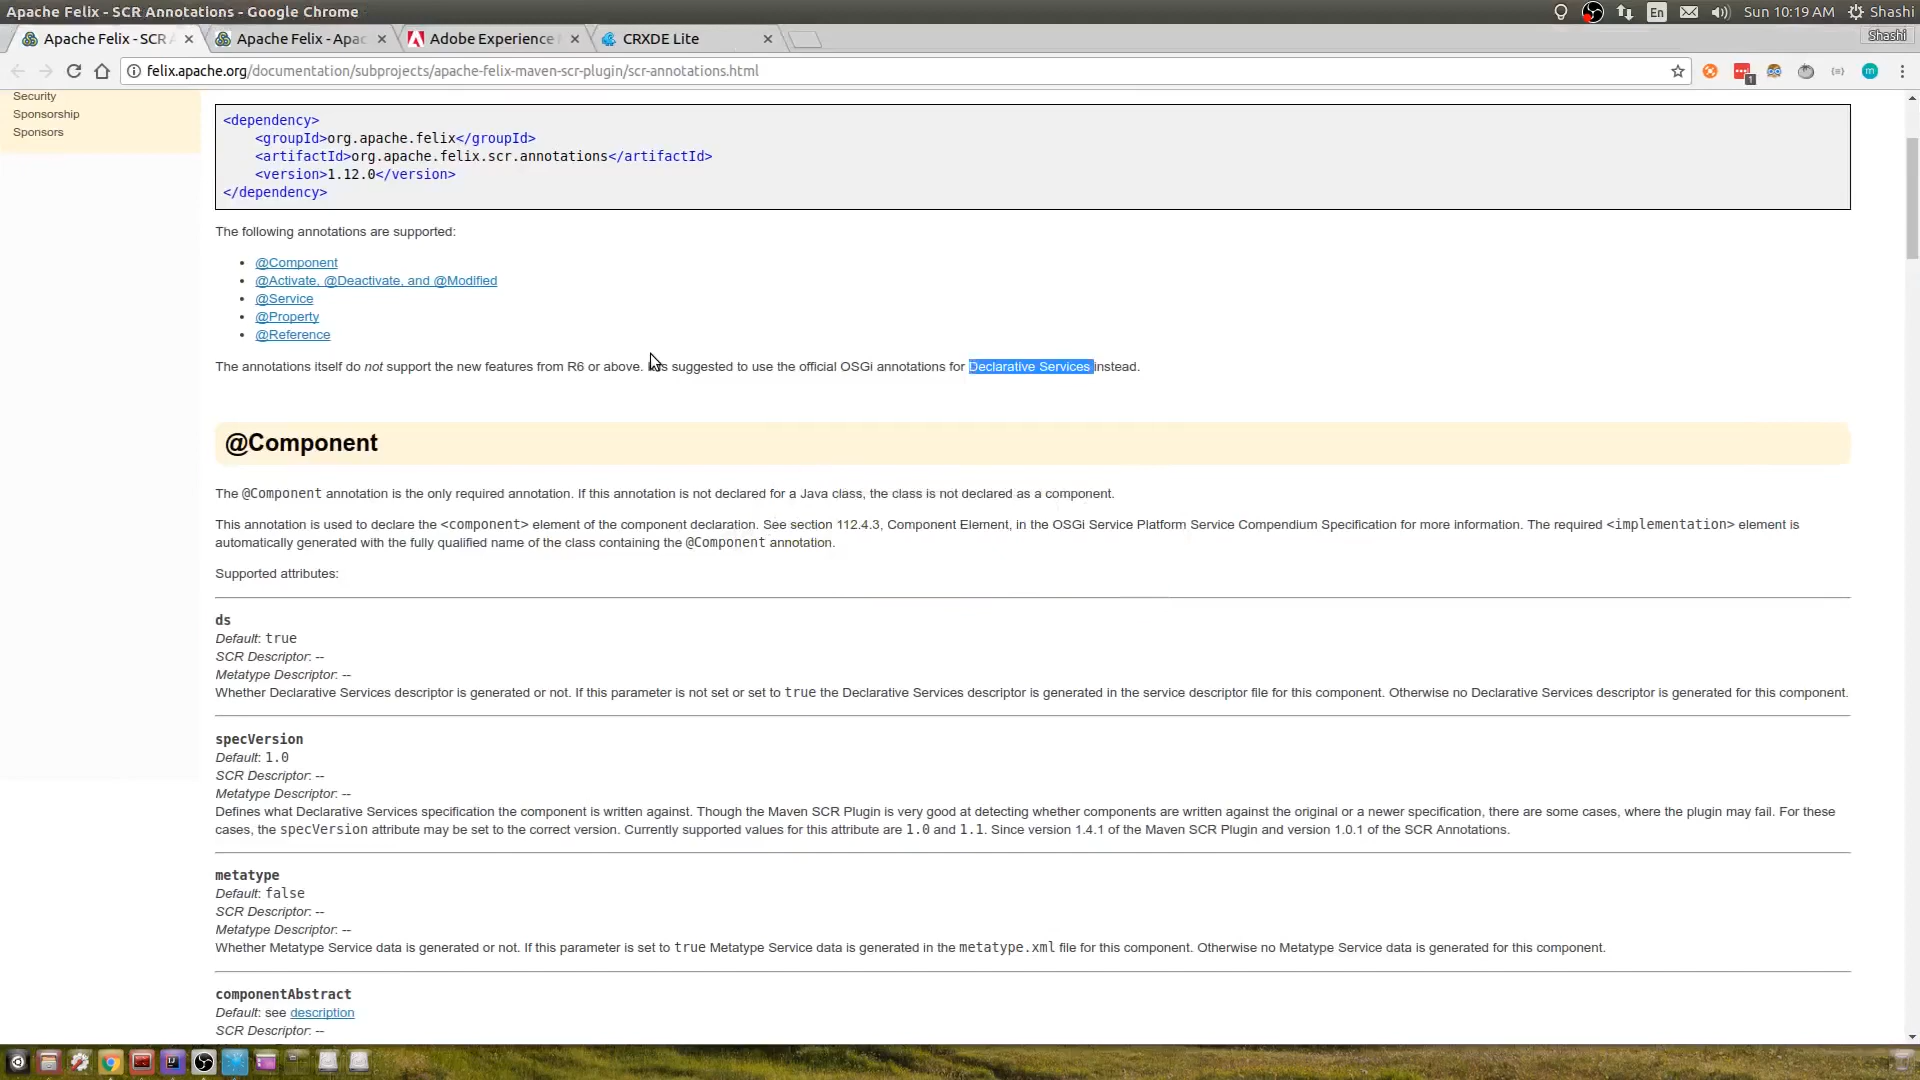 Apache Felix - SCR Annotations - Google Chrome
En
Sun 10:19 AM
Shashi
Apache Felix - SCR A
Apache Felix - Apac
Adobe Experience
CRXDE Lite
Shashi
felix.apache.org/documentation/subprojects/apache-felix-maven-scr-plugin/scr-annotations.html
1
m
Security
Sponsorship
Sponsors
<dependency>
<groupId>org.apache.felix</groupId>
<artifactId>org.apache.felix.scr.annotations</artifactId>
<version>1.12.0</version>
</dependency>
The following annotations are supported:
• @Component
• @Activate, @Deactivate, and @Modified
• @Service
• @Property
• @Reference
The annotations itself do not support the new features from R6 or above. It is suggested to use the official OSGi annotations for Declarative Services instead.
@Component
The @Component annotation is the only required annotation. If this annotation is not declared for a Java class, the class is not declared as a component.
This annotation is used to declare the <component> element of the component declaration. See section 112.4.3, Component Element, in the OSGi Service Platform Service Compendium Specification for more information. The required <implementation> element is
automatically generated with the fully qualified name of the class containing the @Component annotation.
Supported attributes:
ds
Default: true
SCR Descriptor: --
Metatype Descriptor: --
Whether Declarative Services descriptor is generated or not. If this parameter is not set or set to true the Declarative Services descriptor is generated in the service descriptor file for this component. Otherwise no Declarative Services descriptor is generated for this component.
specVersion
Default: 1.0
SCR Descriptor: --
Metatype Descriptor: --
Defines what Declarative Services specification the component is written against. Though the Maven SCR Plugin is very good at detecting whether components are written against the original or a newer specification, there are some cases, where the plugin may fail. For these
cases, the specVersion attribute may be set to the correct version. Currently supported values for this attribute are 1.0 and 1.1. Since version 1.4.1 of the Maven SCR Plugin and version 1.0.1 of the SCR Annotations.
metatype
Default: false
SCR Descriptor: --
Metatype Descriptor: --
Whether Metatype Service data is generated or not. If this parameter is set to true Metatype Service data is generated in the metatype.xml file for this component. Otherwise no Metatype Service data is generated for this component.
componentAbstract
Default: see description
SCR Descriptor: --